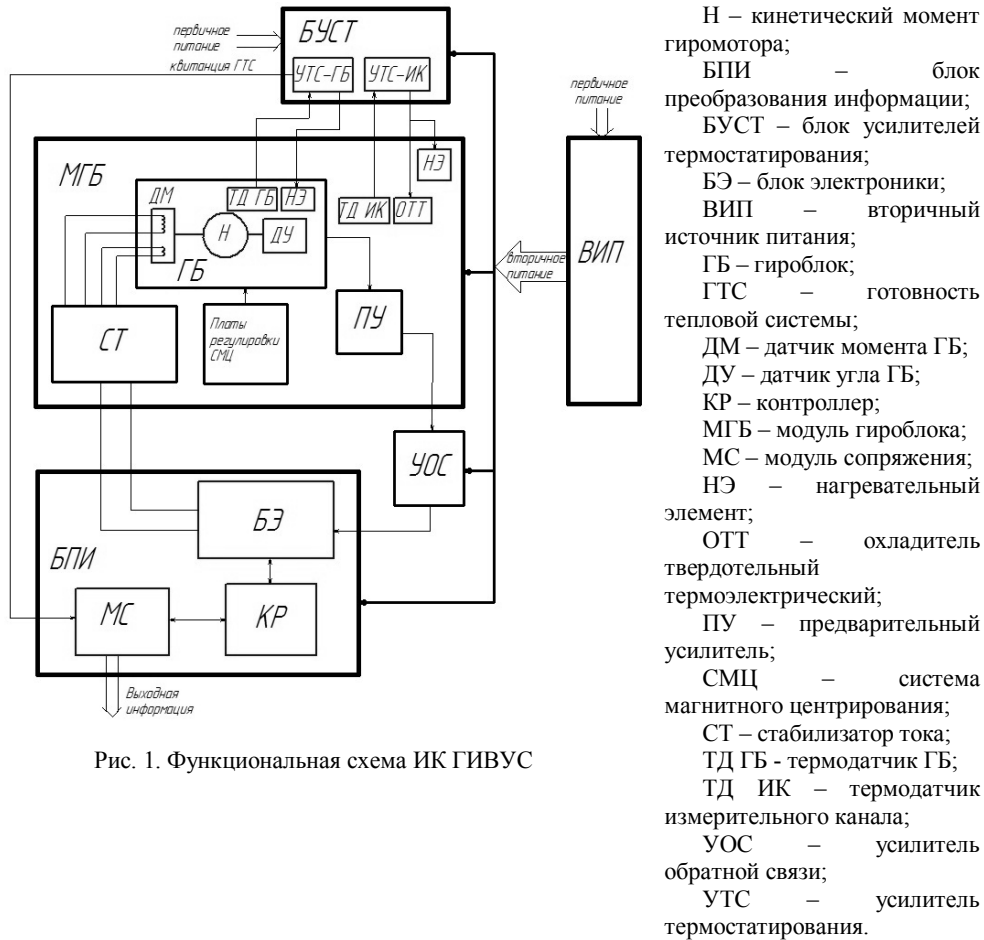 первичное
питание
БУСТ
квитанция ГТС
УТС-ГБ
УТС-ИК
первичное
питание
МГБ
НЭ
ДМ
ТД ГБ
НЭ
ТД ИК
ОТТ
Н
ДУ
ГБ
вторичное
питание
ВИП
СТ
Платы
регулировки
СМЦ
ПУ
УОС
БЭ
БПИ
МС
КР
Выходная
информация
Рис. 1. Функциональная схема ИК ГИВУС
Н – кинетический момент
гиромотора;
БПИ – блок
преобразования информации;
БУСТ – блок усилителей
термостатирования;
БЭ – блок электроники;
ВИП – вторичный
источник питания;
ГБ – гироблок;
ГТС – готовность
тепловой системы;
ДМ – датчик момента ГБ;
ДУ – датчик угла ГБ;
КР – контроллер;
МГБ – модуль гироблока;
МС – модуль сопряжения;
НЭ – нагревательный
элемент;
ОТТ – охладитель
твердотельный
термоэлектрический;
ПУ – предварительный
усилитель;
СМЦ – система
магнитного центрирования;
СТ – стабилизатор тока;
ТД ГБ - термодатчик ГБ;
ТД ИК – термодатчик
измерительного канала;
УОС – усилитель
обратной связи;
УТС – усилитель
термостатирования.